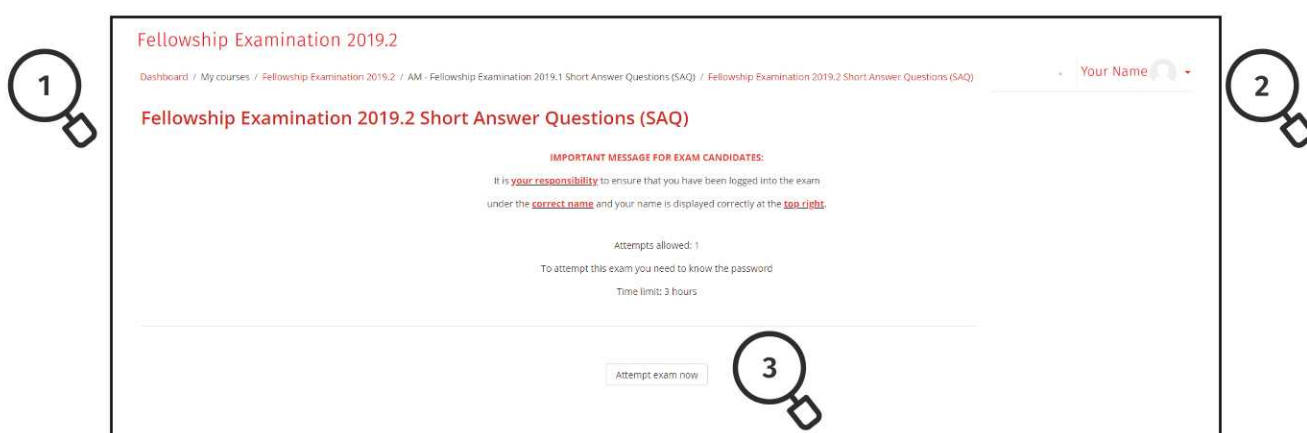 Fellowship Examination 2019.2
1
Dashboard / My courses / Fellowship Examination 2019.2 / AM - Fellowship Examination 2019.1 Short Answer Questions (SAQ) / Fellowship Examination 2019.2 Short Answer Questions (SAQ)
Your Name
2
Fellowship Examination 2019.2 Short Answer Questions (SAQ)
IMPORTANT MESSAGE FOR EXAM CANDIDATES:
It is your responsibility to ensure that you have been logged into the exam
under the correct name and your name is displayed correctly at the top right.
Attempts allowed: 1
To attempt this exam you need to know the password
Time limit: 3 hours
Attempt exam now
3